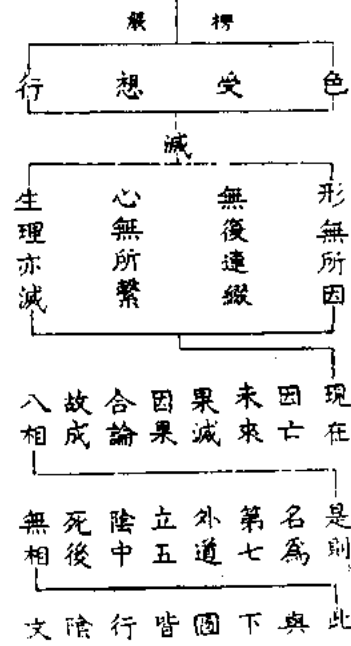 楞嚴
色
受
想
行
滅
形無所因
無復連綴
心無所繫
生理亦滅
現在因亡未來果滅因果合論故成八相
是則名為第七外道立五陰中死後無相
此與下圖皆行陰文